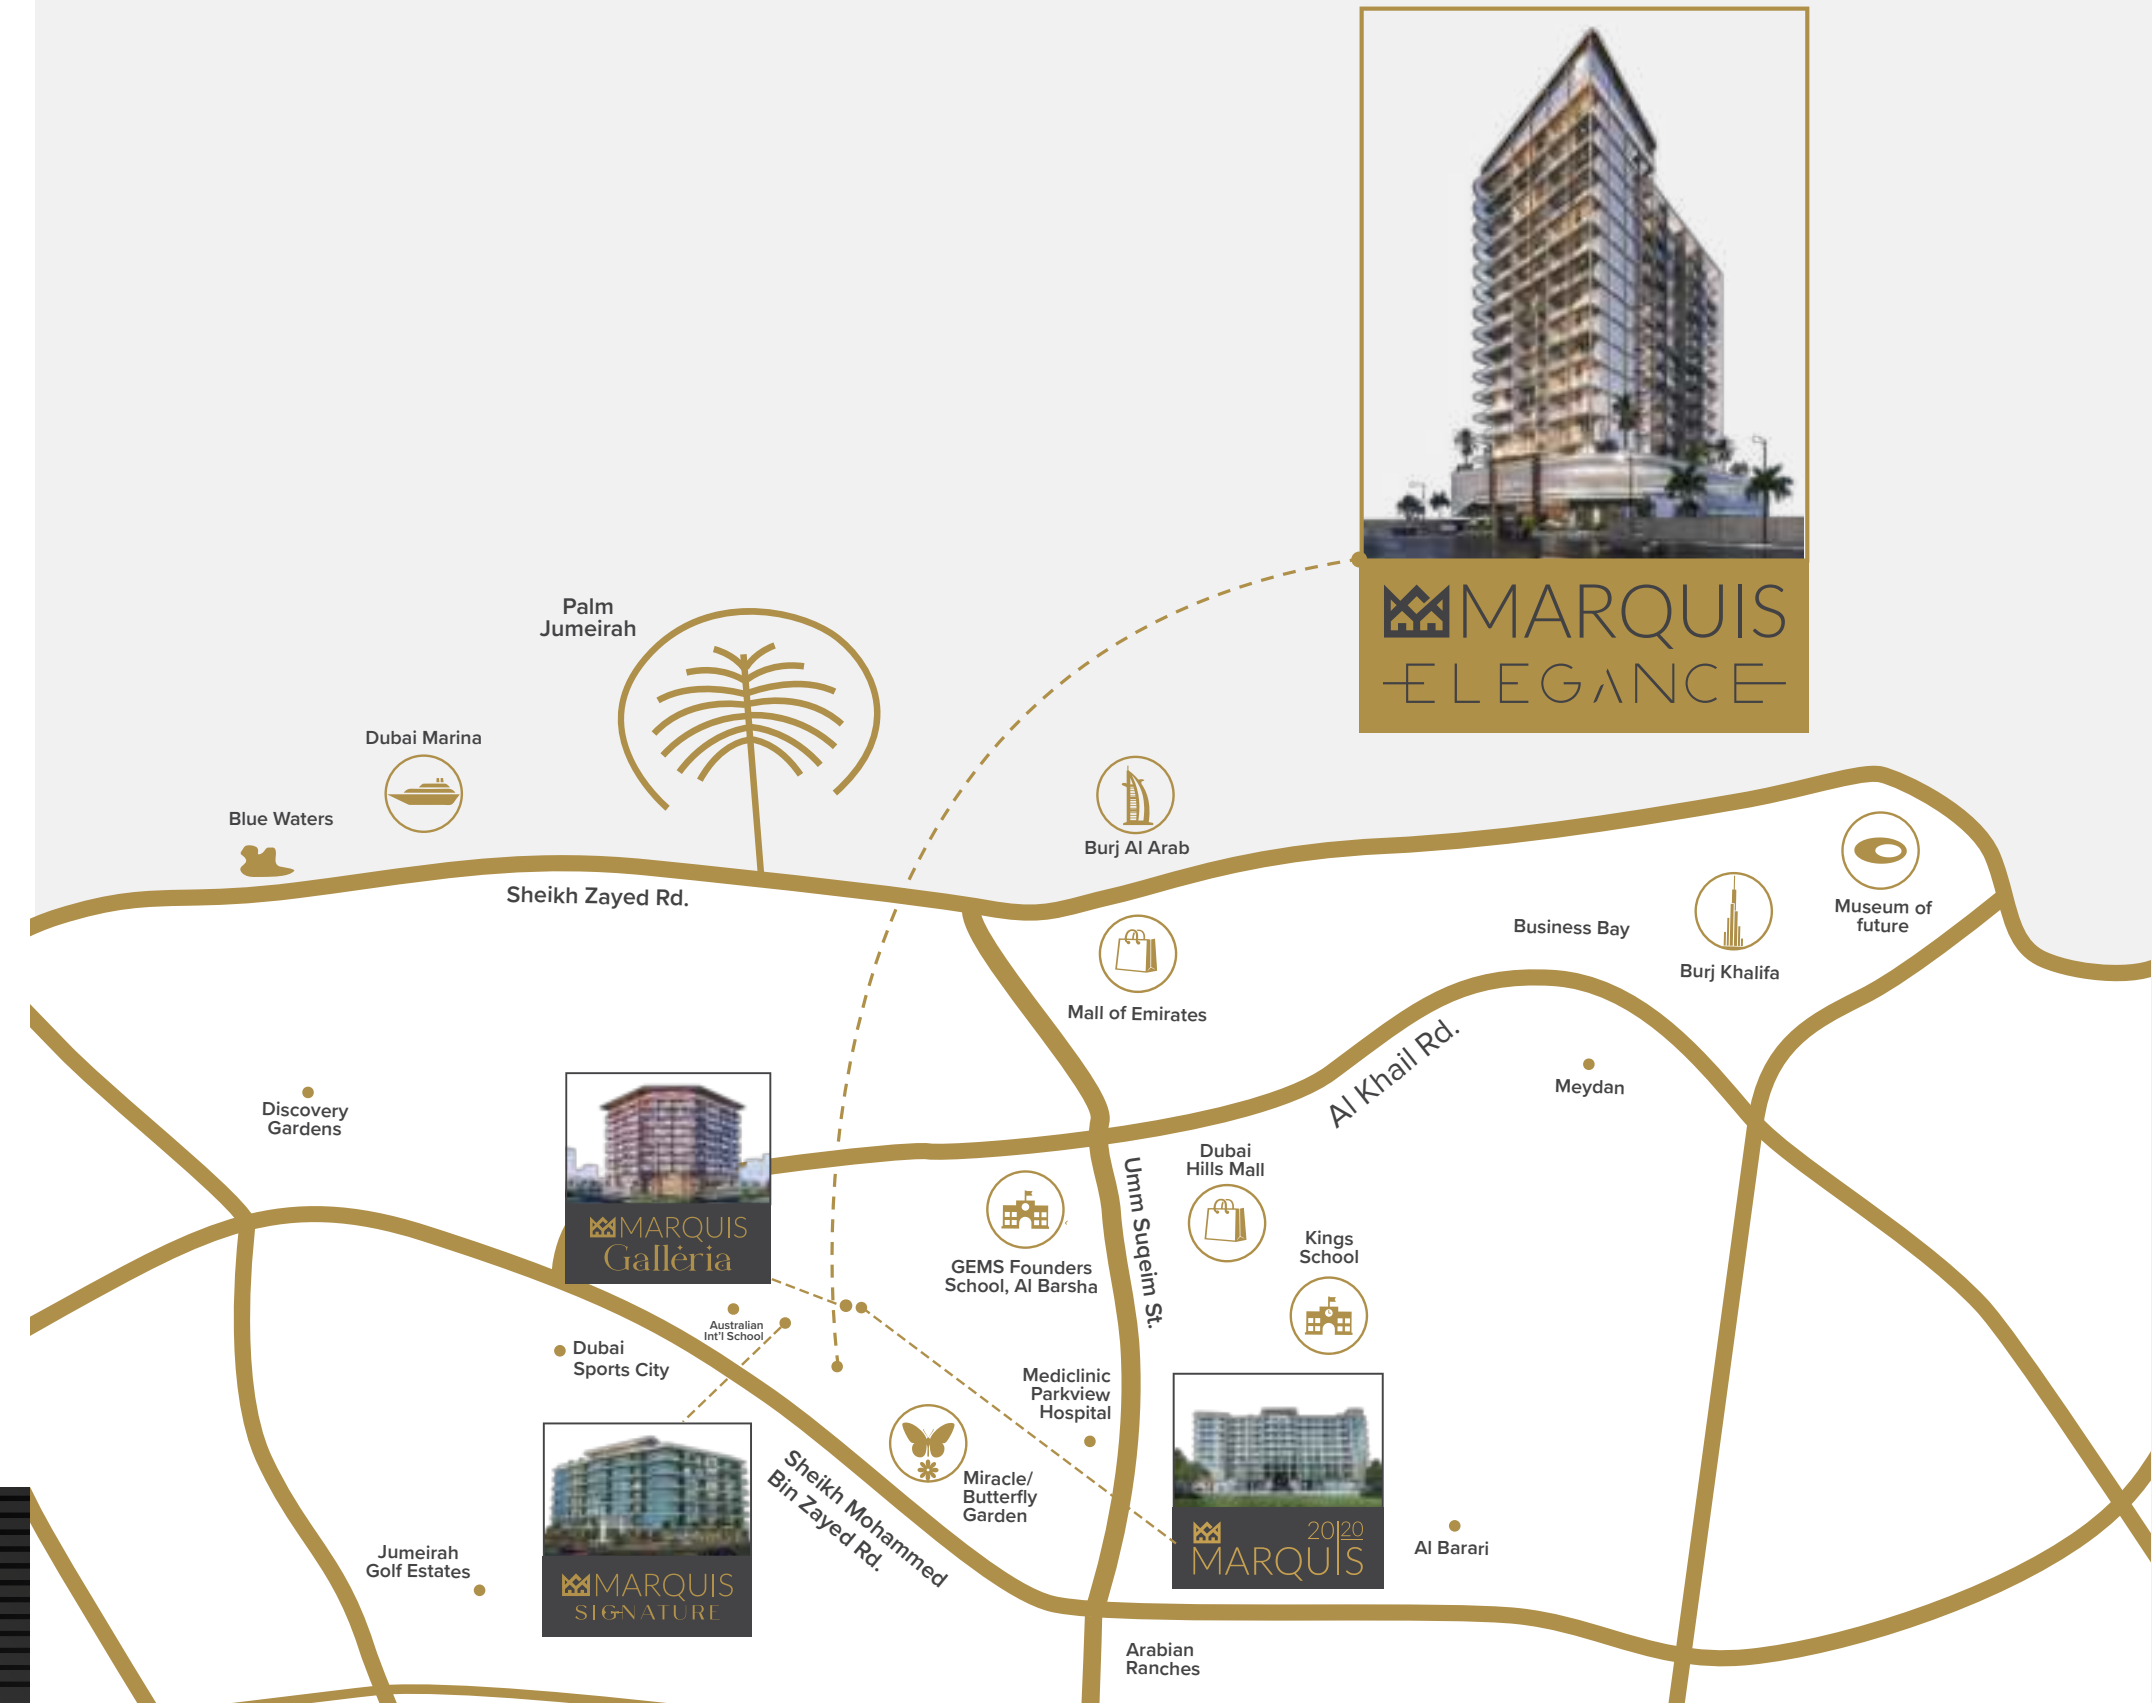 MARQUIS
ELEGANCE
Palm
Jumeirah
Dubai Marina
Blue Waters
Burj Al Arab
Sheikh Zayed Rd.
Museum of
future
Business Bay
Burj Khalifa
Mall of Emirates
Al Khail Rd.
Meydan
Discovery
Gardens
Dubai
Hills Mall
Umm Suqeim St.
MARQUIS
Gallėria
Kings
School
GEMS Founders
School, Al Barsha
Australian
Int'l School
Dubai
Sports City
Mediclinic
Parkview
Hospital
Miracle/
Butterfly
Garden
Sheikh Mohammed
Bin Zayed Rd.
20|20
MARQUIS
Al Barari
Jumeirah
Golf Estates
MARQUIS
SIGNATURE
Arabian
Ranches